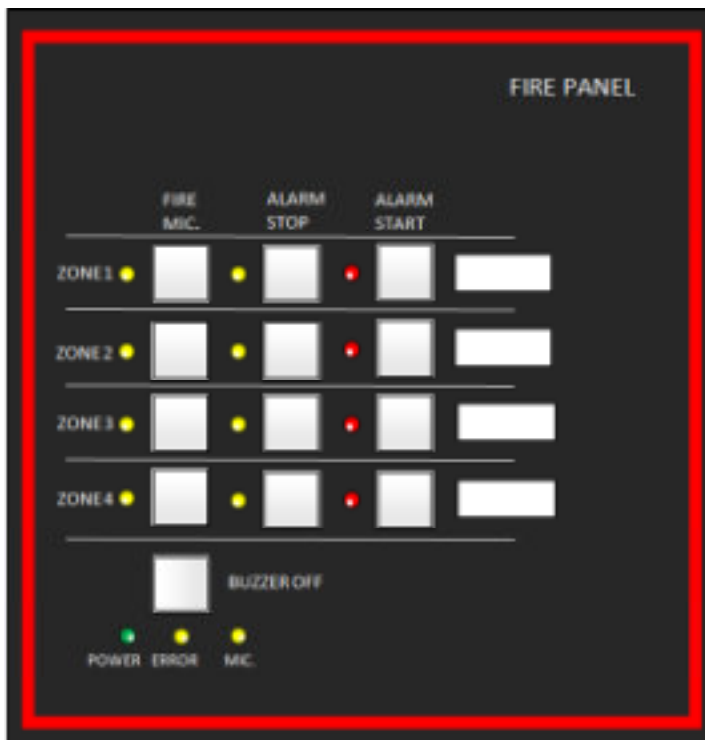 FIRE PANEL
FIRE MIC.
ALARM STOP
ALARM START
ZONE1
ZONE2
ZONE3
ZONE4
BUZZER OFF
POWER
ERROR
MIC.